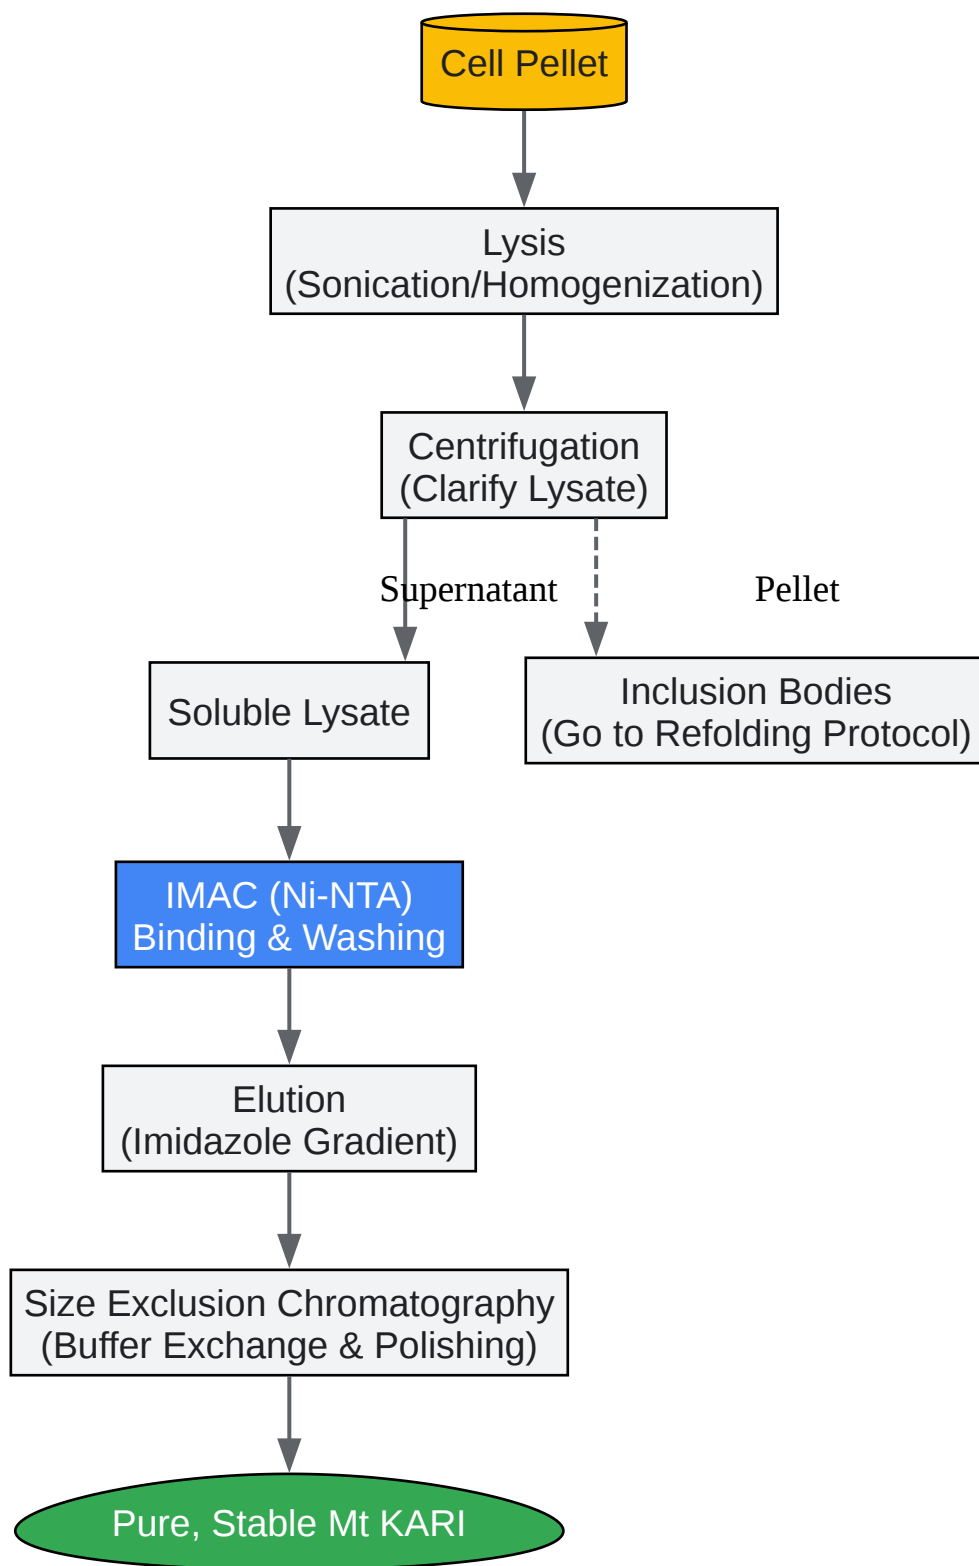 Cell Pellet
Lysis
(Sonication/Homogenization)
Centrifugation
(Clarify Lysate)
Supernatant
Pellet
Soluble Lysate
Inclusion Bodies
(Go to Refolding Protocol)
IMAC (Ni-NTA)
Binding & Washing
Elution
(Imidazole Gradient)
Size Exclusion Chromatography
(Buffer Exchange & Polishing)
Pure, Stable Mt KARI